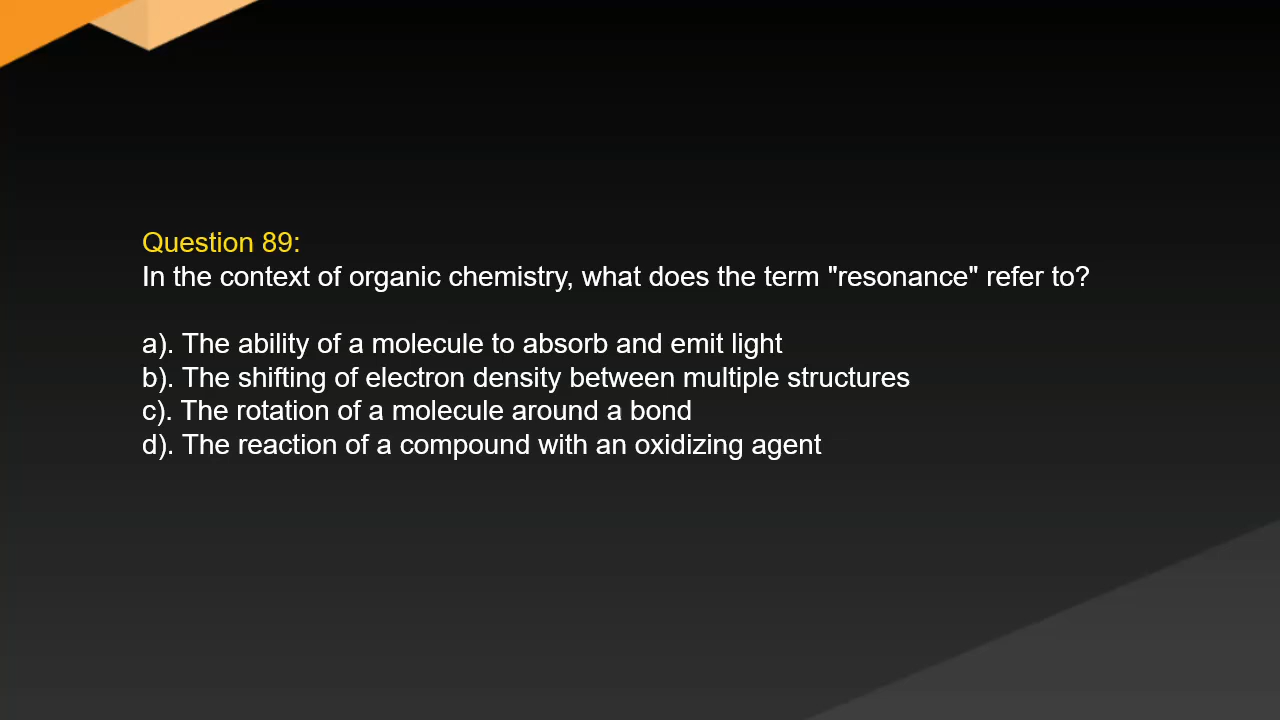 Question 89:
In the context of organic chemistry, what does the term "resonance" refer to?
a). The ability of a molecule to absorb and emit light
b). The shifting of electron density between multiple structures
c). The rotation of a molecule around a bond
d). The reaction of a compound with an oxidizing agent